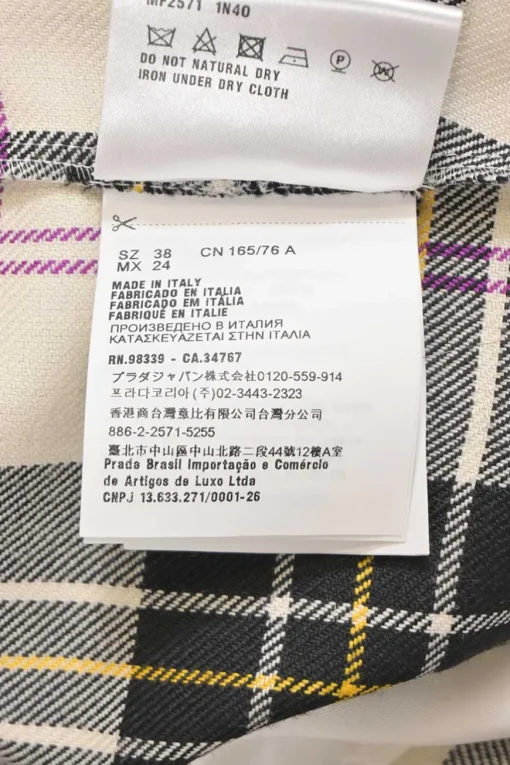 MP2571 1N40
DO NOT NATURAL DRY
IRON UNDER DRY CLOTH
SZ 38 CN 165/76 A
MX 24
MADE IN ITALY
FABRICADO EN ITALIA
FABRICADO EM ITÁLIA
FABRIQUÉ EN ITALIE
ПРОИЗВЕДЕНО В ИТАЛИЯ
ΚΑΤΑΣΚΕΥΑΖΕΤΑΙ ΣΤΗΝ ΙΤΑΛΙΑ
RN.98339 - CA.34767
プラダジャパン株式会社0120-559-914
프라다코리아(주)02-3443-2323
香港商台灣意比有限公司台灣分公司
886-2-2571-5255
臺北市中山區中山北路二段44號12樓A室
Prada Brasil Importação e Comércio
de Artigos de Luxo Ltda
CNPJ 13.633.271/0001-26